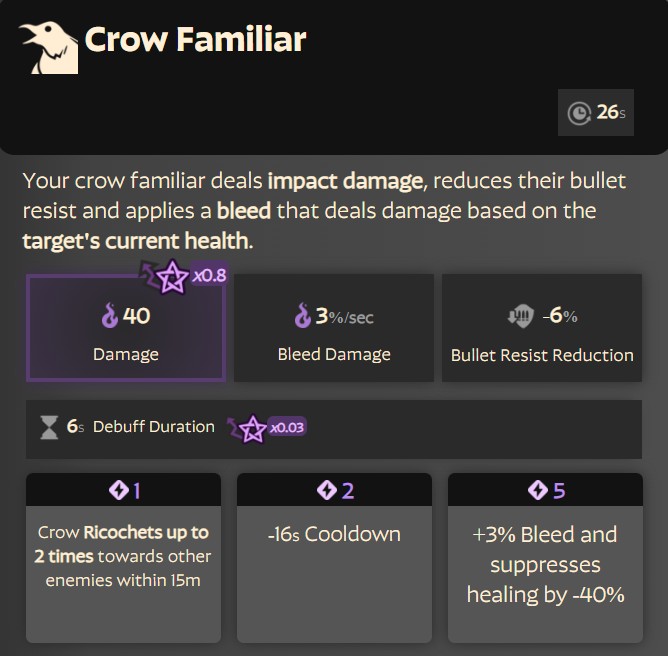 Crow Familiar
26s
Your crow familiar deals impact damage, reduces their bullet
resist and applies a bleed that deals damage based on the
target's current health.
x0.8
40
Damage
3%/sec
Bleed Damage
-6%
Bullet Resist Reduction
6s Debuff Duration x0.03
1
Crow Ricochets up to
2 times towards other
enemies within 15m
2
-16s Cooldown
5
+3% Bleed and
suppresses
healing by -40%